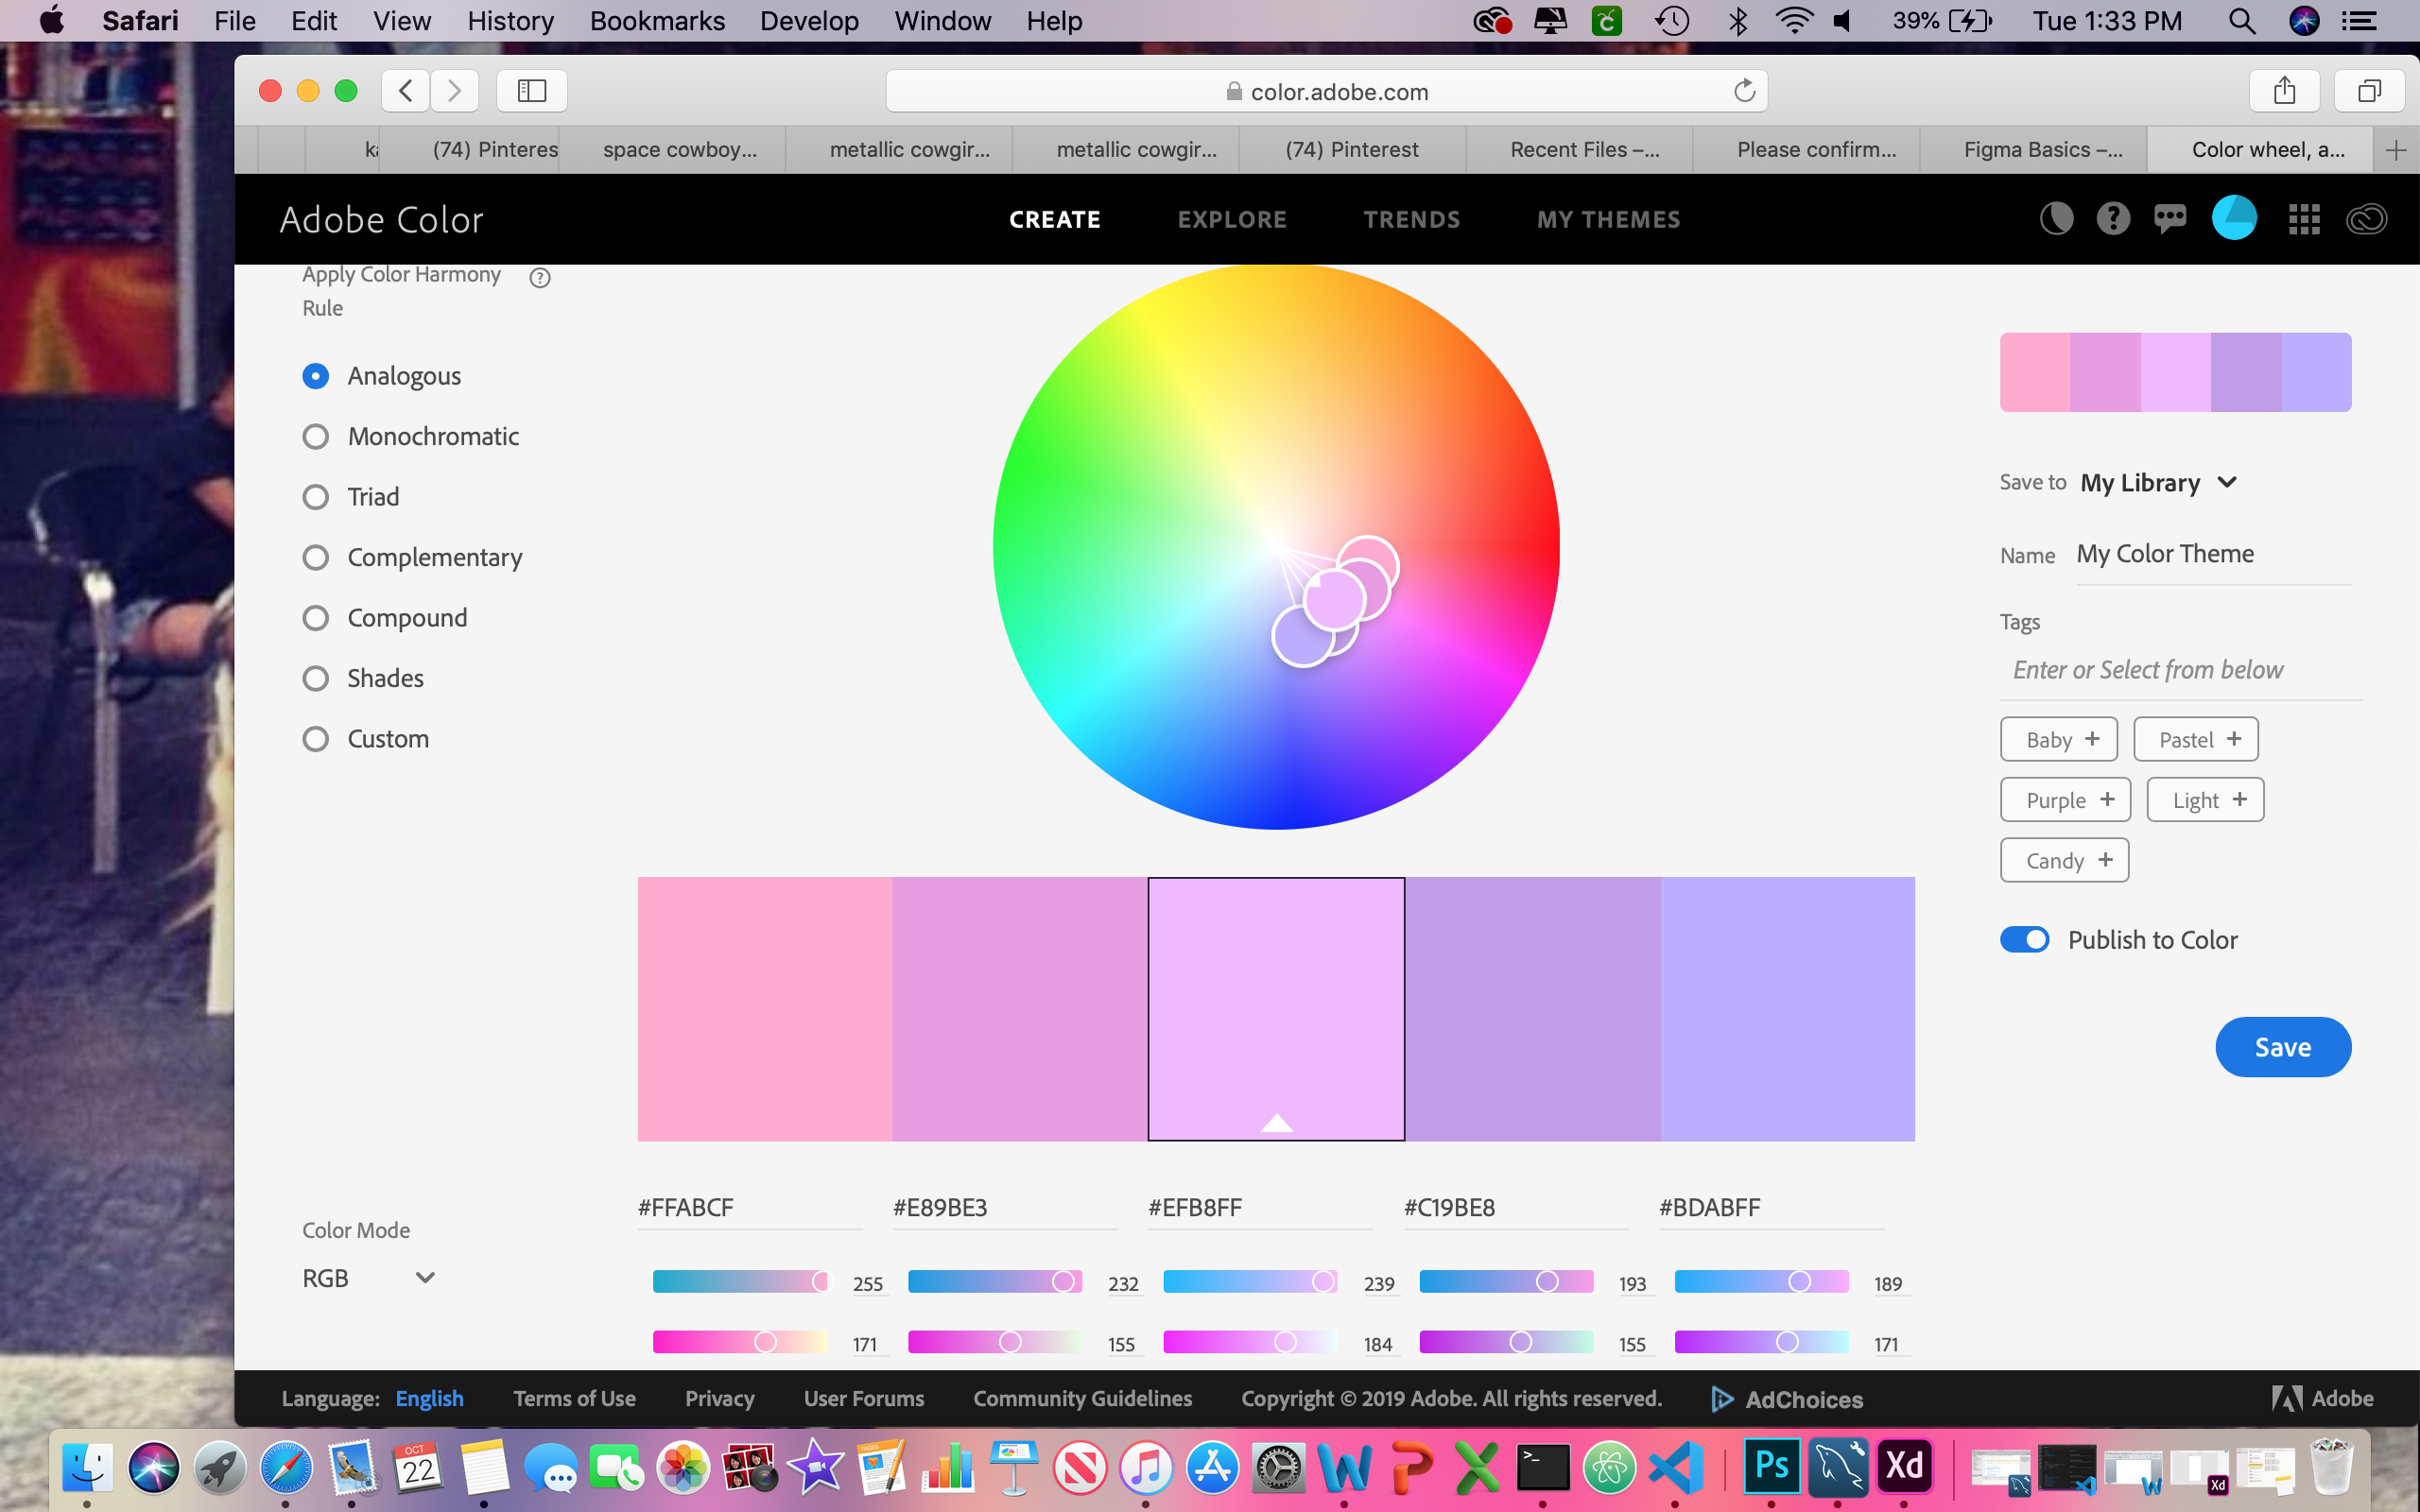 Safari File Edit View History Bookmarks Develop Window Help 39% Tue 1:33 PM
color.adobe.com
(74) Pinteres space cowboy... metallic cowgir... metallic cowgir... (74) Pinterest Recent Files –... Please confirm... Figma Basics –... Color wheel, a...
Adobe Color CREATE EXPLORE TRENDS MY THEMES
Apply Color Harmony
Rule
Analogous
Monochromatic
Triad
Complementary
Compound
Shades
Custom
Save to My Library
Name My Color Theme
Tags
Enter or Select from below
Baby + Pastel +
Purple + Light +
Candy +
Publish to Color
Save
#FFABCF #E89BE3 #EFB8FF #C19BE8 #BDABFF
Color Mode
RGB
255 232 239 193 189
171 155 184 155 171
Language: English Terms of Use Privacy User Forums Community Guidelines Copyright © 2019 Adobe. All rights reserved. AdChoices Adobe
OCT
22
PAGES
Ps
Xd
Xd